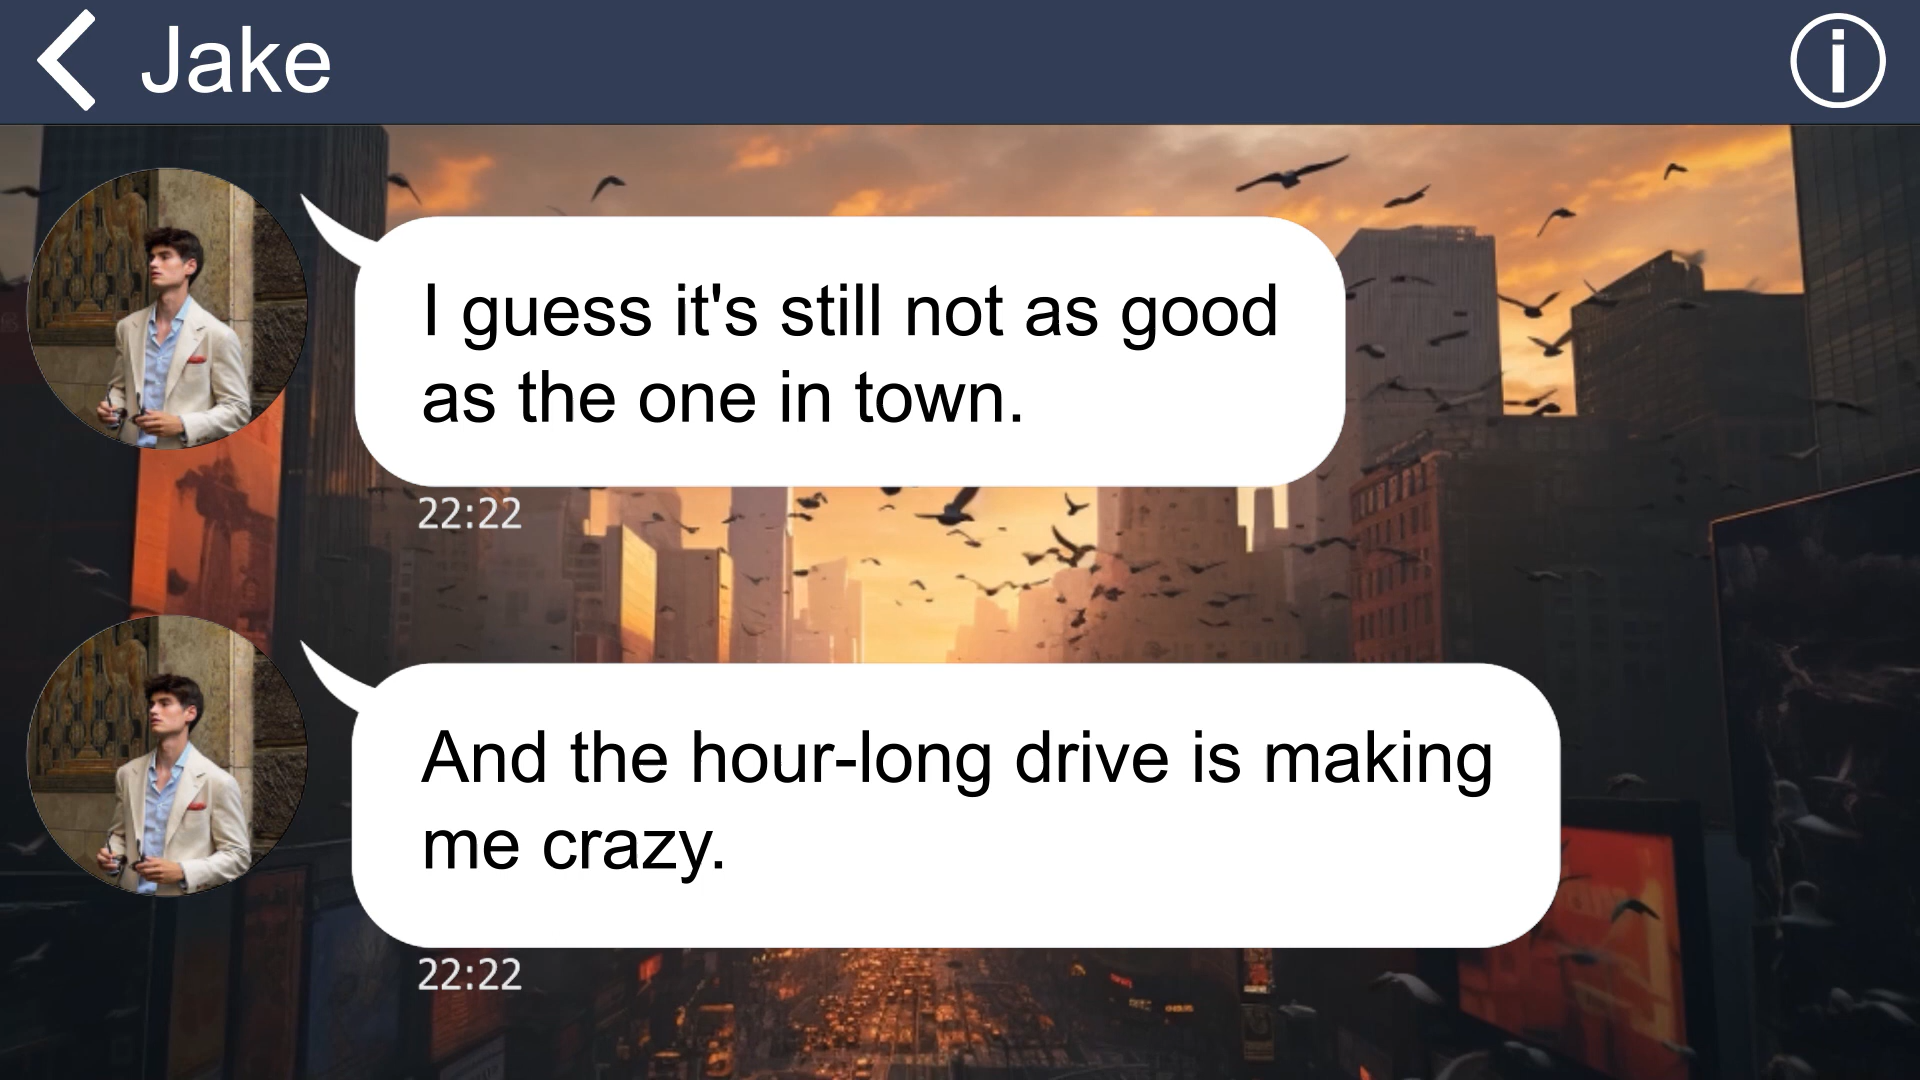 Jake
I guess it's still not as good
as the one in town.
22:22
And the hour-long drive is making
me crazy.
22:22